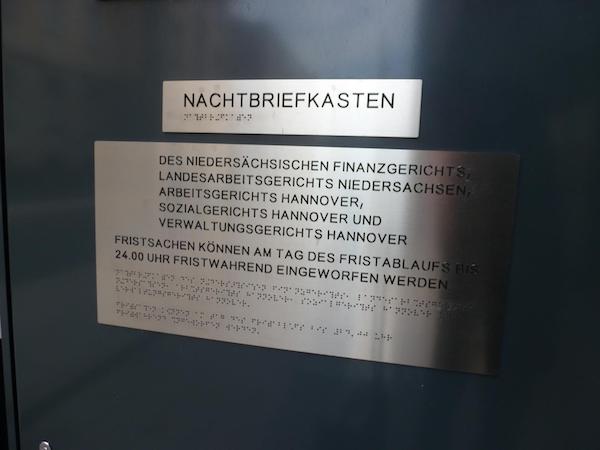 NACHTBRIEFKASTEN
DES NIEDERSÄCHSISCHEN FINANZGERICHTS,
LANDESARBEITSGERICHTS NIEDERSACHSEN,
ARBEITSGERICHTS HANNOVER,
SOZIALGERICHTS HANNOVER UND
VERWALTUNGSGERICHTS HANNOVER
FRISTSACHEN KÖNNEN AM TAG DES FRISTABLAUFS BIS
24.00 UHR FRISTWAHREND EINGEWORFEN WERDEN